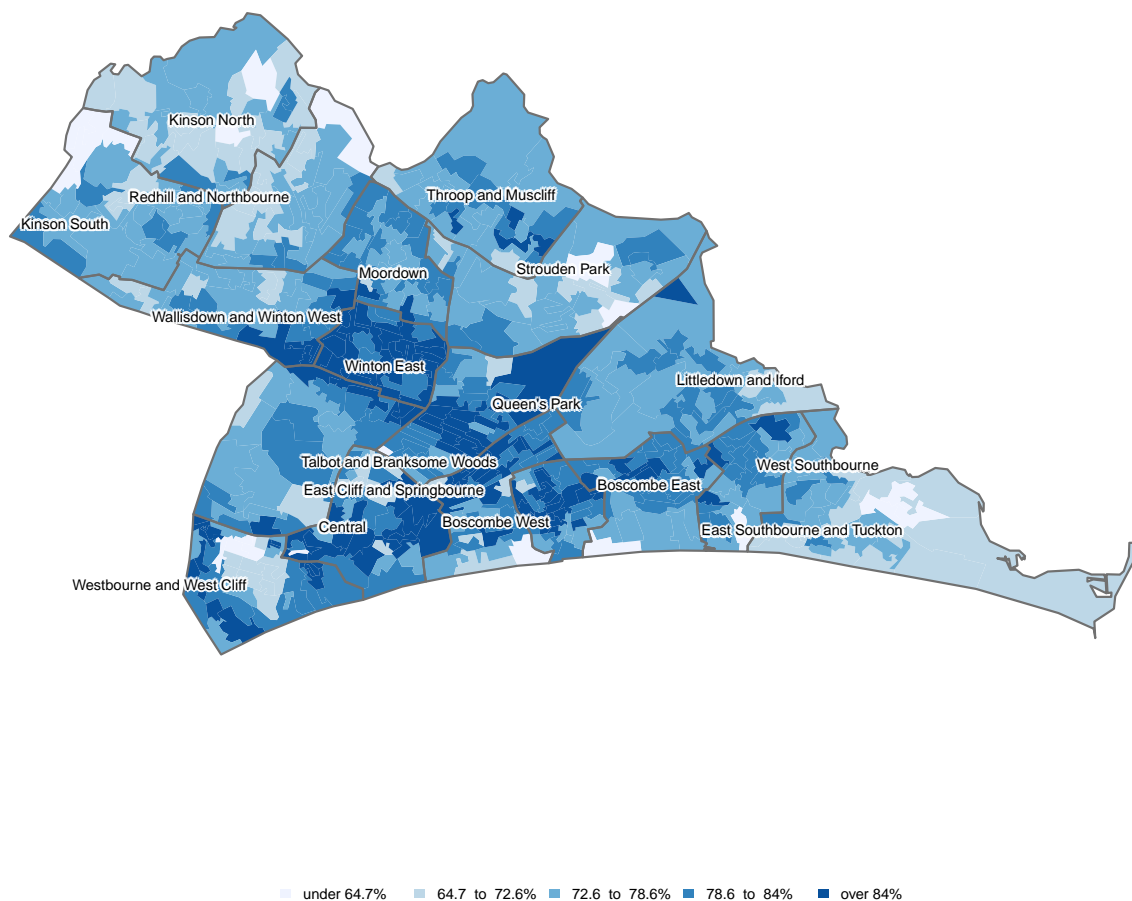 Kinson North
Throop and Muscliff
Redhill and Northbourne
Kinson South
Strouden Park
Moordown
Wallisdown and Winton West
Winton East
Littledown and Iford
Queen's Park
Talbot and Branksome Woods
West Southbourne
East Cliff and Springbourne
Boscombe East
Central
Boscombe West
East Southbourne and Tuckton
Westbourne and West Cliff
under 64.7% 64.7 to 72.6% 72.6 to 78.6% 78.6 to 84% over 84%